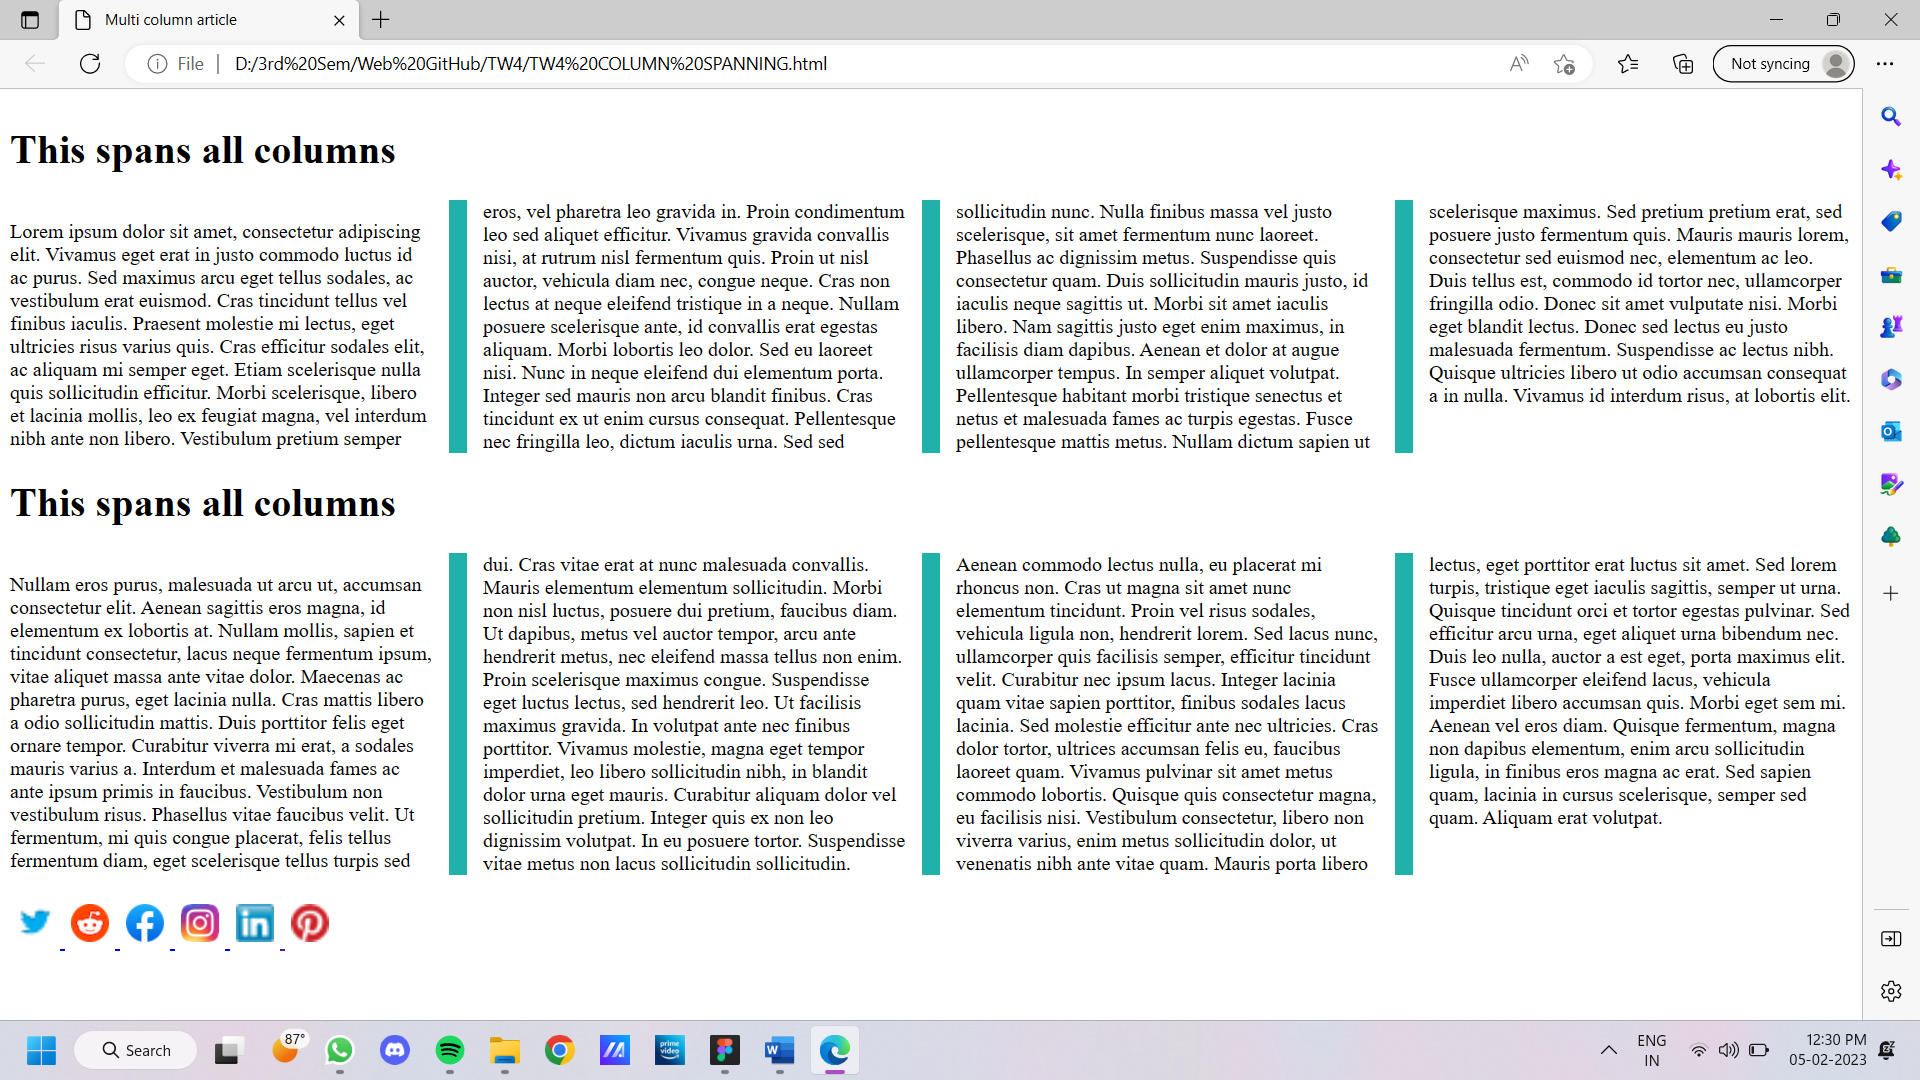 Multi column article
File
D:/3rd%20Sem/Web%20GitHub/TW4/TW4%20COLUMN%20SPANNING.html
Not syncing
This spans all columns
Lorem ipsum dolor sit amet, consectetur adipiscing
elit. Vivamus eget erat in justo commodo luctus id
ac purus. Sed maximus arcu eget tellus sodales, ac
vestibulum erat euismod. Cras tincidunt tellus vel
finibus iaculis. Praesent molestie mi lectus, eget
ultricies risus varius quis. Cras efficitur sodales elit,
ac aliquam mi semper eget. Etiam scelerisque nulla
quis sollicitudin efficitur. Morbi scelerisque, libero
et lacinia mollis, leo ex feugiat magna, vel interdum
nibh ante non libero. Vestibulum pretium semper
eros, vel pharetra leo gravida in. Proin condimentum
leo sed aliquet efficitur. Vivamus gravida convallis
nisi, at rutrum nisl fermentum quis. Proin ut nisl
auctor, vehicula diam nec, congue neque. Cras non
lectus at neque eleifend tristique in a neque. Nullam
posuere scelerisque ante, id convallis erat egestas
aliquam. Morbi lobortis leo dolor. Sed eu laoreet
nisi. Nunc in neque eleifend dui elementum porta.
Integer sed mauris non arcu blandit finibus. Cras
tincidunt ex ut enim cursus consequat. Pellentesque
nec fringilla leo, dictum iaculis urna. Sed sed
sollicitudin nunc. Nulla finibus massa vel justo
scelerisque, sit amet fermentum nunc laoreet.
Phasellus ac dignissim metus. Suspendisse quis
consectetur quam. Duis sollicitudin mauris justo, id
iaculis neque sagittis ut. Morbi sit amet iaculis
libero. Nam sagittis justo eget enim maximus, in
facilisis diam dapibus. Aenean et dolor at augue
ullamcorper tempus. In semper aliquet volutpat.
Pellentesque habitant morbi tristique senectus et
netus et malesuada fames ac turpis egestas. Fusce
pellentesque mattis metus. Nullam dictum sapien ut
scelerisque maximus. Sed pretium pretium erat, sed
posuere justo fermentum quis. Mauris mauris lorem,
consectetur sed euismod nec, elementum ac leo.
Duis tellus est, commodo id tortor nec, ullamcorper
fringilla odio. Donec sit amet vulputate nisi. Morbi
eget blandit lectus. Donec sed lectus eu justo
malesuada fermentum. Suspendisse ac lectus nibh.
Quisque ultricies libero ut odio accumsan consequat
a in nulla. Vivamus id interdum risus, at lobortis elit.
This spans all columns
Nullam eros purus, malesuada ut arcu ut, accumsan
consectetur elit. Aenean sagittis eros magna, id
elementum ex lobortis at. Nullam mollis, sapien et
tincidunt consectetur, lacus neque fermentum ipsum,
vitae aliquet massa ante vitae dolor. Maecenas ac
pharetra purus, eget lacinia nulla. Cras mattis libero
a odio sollicitudin mattis. Duis porttitor felis eget
ornare tempor. Curabitur viverra mi erat, a sodales
mauris varius a. Interdum et malesuada fames ac
ante ipsum primis in faucibus. Vestibulum non
vestibulum risus. Phasellus vitae faucibus velit. Ut
fermentum, mi quis congue placerat, felis tellus
fermentum diam, eget scelerisque tellus turpis sed
dui. Cras vitae erat at nunc malesuada convallis.
Mauris elementum elementum sollicitudin. Morbi
non nisl luctus, posuere dui pretium, faucibus diam.
Ut dapibus, metus vel auctor tempor, arcu ante
hendrerit metus, nec eleifend massa tellus non enim.
Proin scelerisque maximus congue. Suspendisse
eget luctus lectus, sed hendrerit leo. Ut facilisis
maximus gravida. In volutpat ante nec finibus
porttitor. Vivamus molestie, magna eget tempor
imperdiet, leo libero sollicitudin nibh, in blandit
dolor urna eget mauris. Curabitur aliquam dolor vel
sollicitudin pretium. Integer quis ex non leo
dignissim volutpat. In eu posuere tortor. Suspendisse
vitae metus non lacus sollicitudin sollicitudin.
Aenean commodo lectus nulla, eu placerat mi
rhoncus non. Cras ut magna sit amet nunc
elementum tincidunt. Proin vel risus sodales,
vehicula ligula non, hendrerit lorem. Sed lacus nunc,
ullamcorper quis facilisis semper, efficitur tincidunt
velit. Curabitur nec ipsum lacus. Integer lacinia
quam vitae sapien porttitor, finibus sodales lacus
lacinia. Sed molestie efficitur ante nec ultricies. Cras
dolor tortor, ultrices accumsan felis eu, faucibus
laoreet quam. Vivamus pulvinar sit amet metus
commodo lobortis. Quisque quis consectetur magna,
eu facilisis nisi. Vestibulum consectetur, libero non
viverra varius, enim metus sollicitudin dolor, ut
venenatis nibh ante vitae quam. Mauris porta libero
lectus, eget porttitor erat luctus sit amet. Sed lorem
turpis, tristique eget iaculis sagittis, semper ut urna.
Quisque tincidunt orci et tortor egestas pulvinar. Sed
efficitur arcu urna, eget aliquet urna bibendum nec.
Duis leo nulla, auctor a est eget, porta maximus elit.
Fusce ullamcorper eleifend lacus, vehicula
imperdiet libero accumsan quis. Morbi eget sem mi.
Aenean vel eros diam. Quisque fermentum, magna
non dapibus elementum, enim arcu sollicitudin
ligula, in finibus eros magna ac erat. Sed sapien
quam, lacinia in cursus scelerisque, semper sed
quam. Aliquam erat volutpat.
Search
87°
prime video
ENG
IN
12:30 PM
05-02-2023